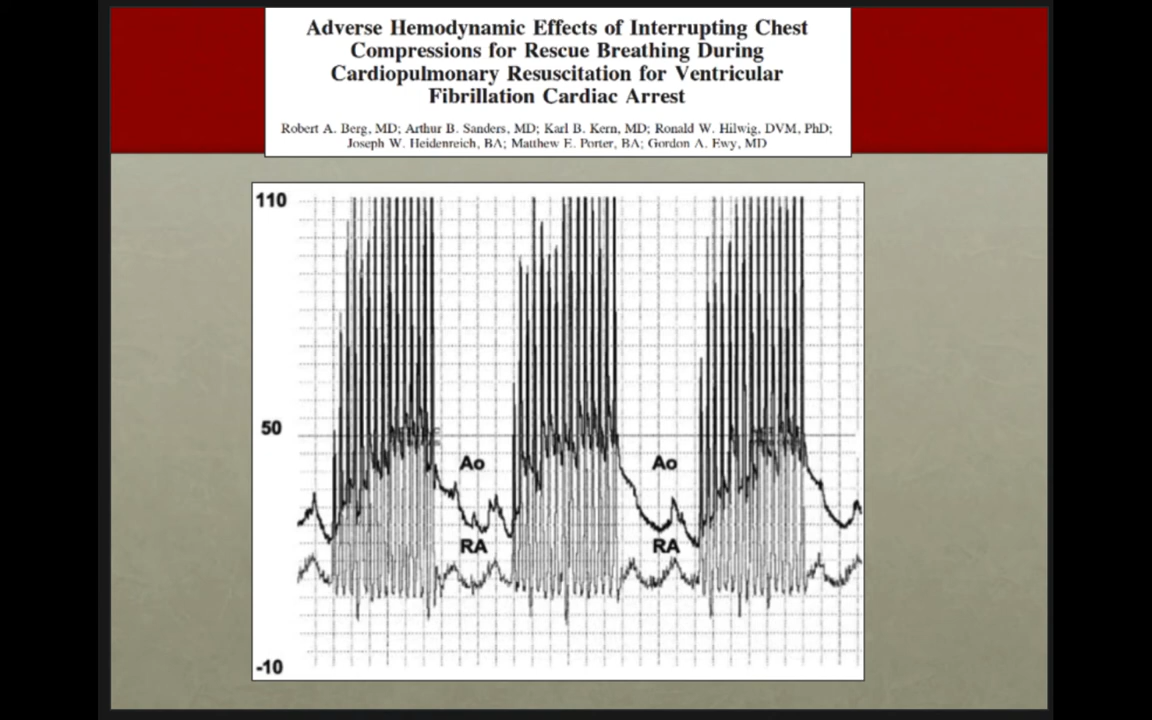 Adverse Hemodynamic Effects of Interrupting Chest
Compressions for Rescue Breathing During
Cardiopulmonary Resuscitation for Ventricular
Fibrillation Cardiac Arrest
Robert A. Berg, MD; Arthur B. Sanders, MD; Karl B. Kern, MD; Ronald W. Hilwig, DVM, PhD;
Joseph W. Heidenreich, BA; Matthew E. Porter, BA; Gordon A. Ewy, MD
110
50
Ao Ao
RA RA
-10